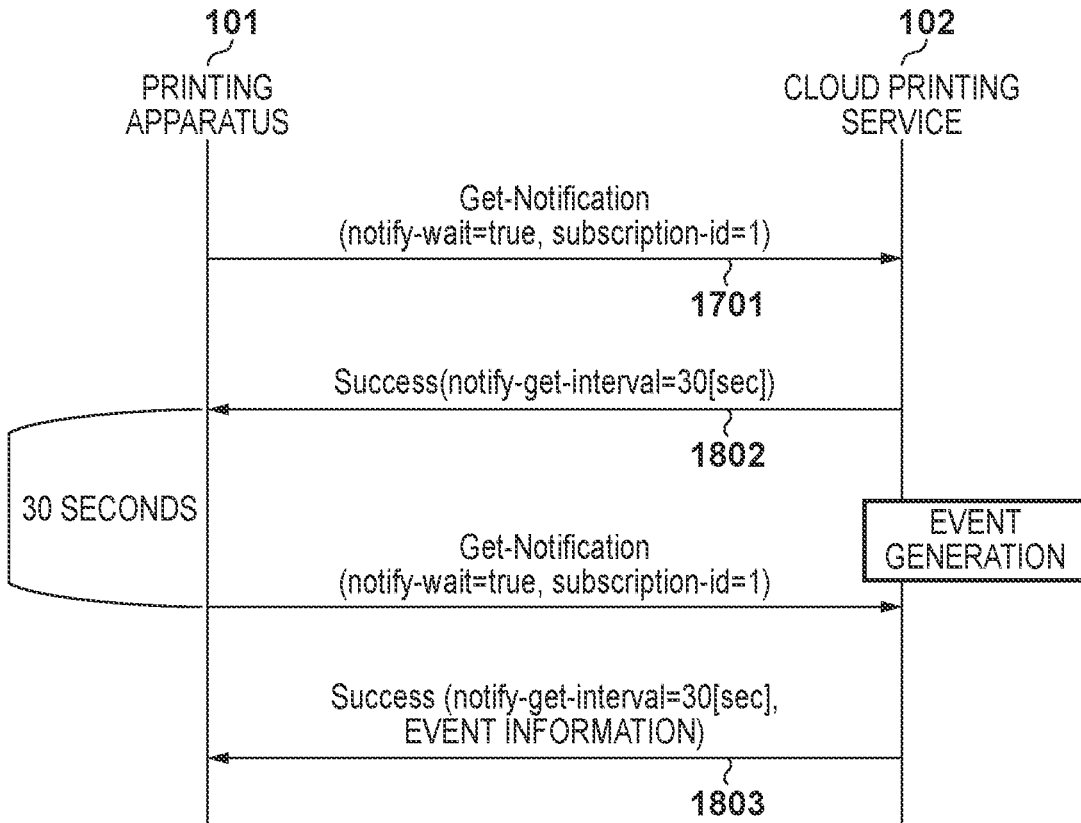 101
102
PRINTING
APPARATUS
CLOUD PRINTING
SERVICE
Get-Notification
(notify-wait=true, subscription-id=1)
1701
Success(notify-get-interval=30[sec])
1802
30 SECONDS
EVENT
GENERATION
Get-Notification
(notify-wait=true, subscription-id=1)
Success (notify-get-interval=30[sec],
EVENT INFORMATION)
1803